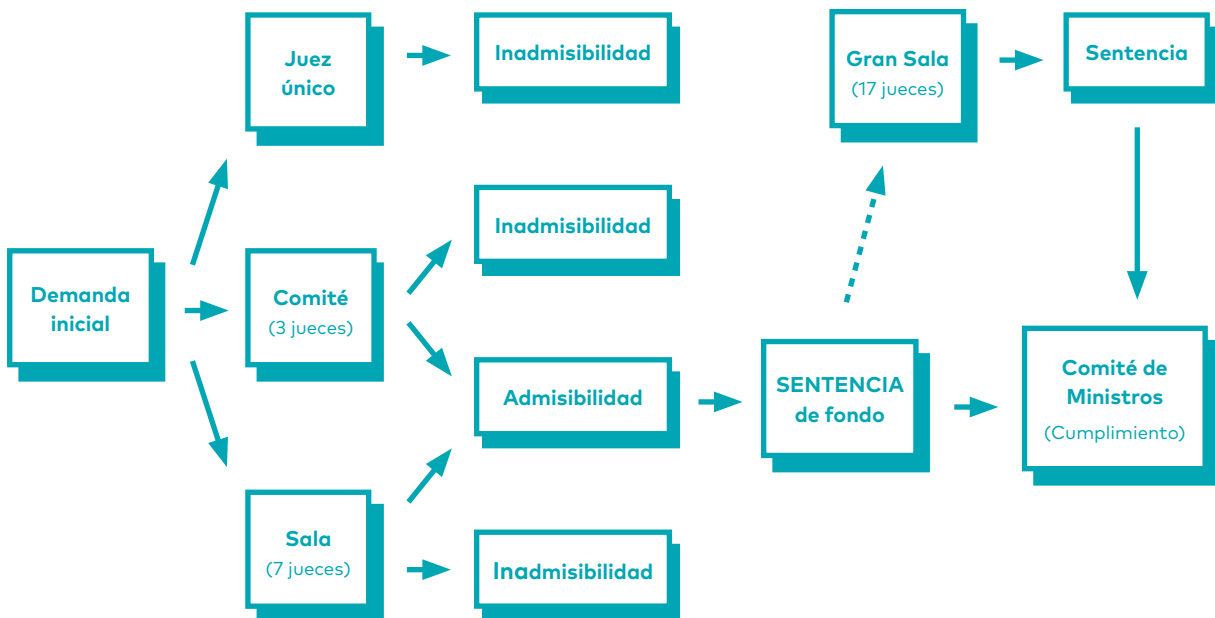 Juez
único
Inadmisibilidad
Gran Sala
(17 jueces)
Sentencia
Inadmisibilidad
Demanda
inicial
Comité
(3 jueces)
Admisibilidad
SENTENCIA
de fondo
Comité de
Ministros
(Cumplimiento)
Sala
(7 jueces)
Inadmisibilidad